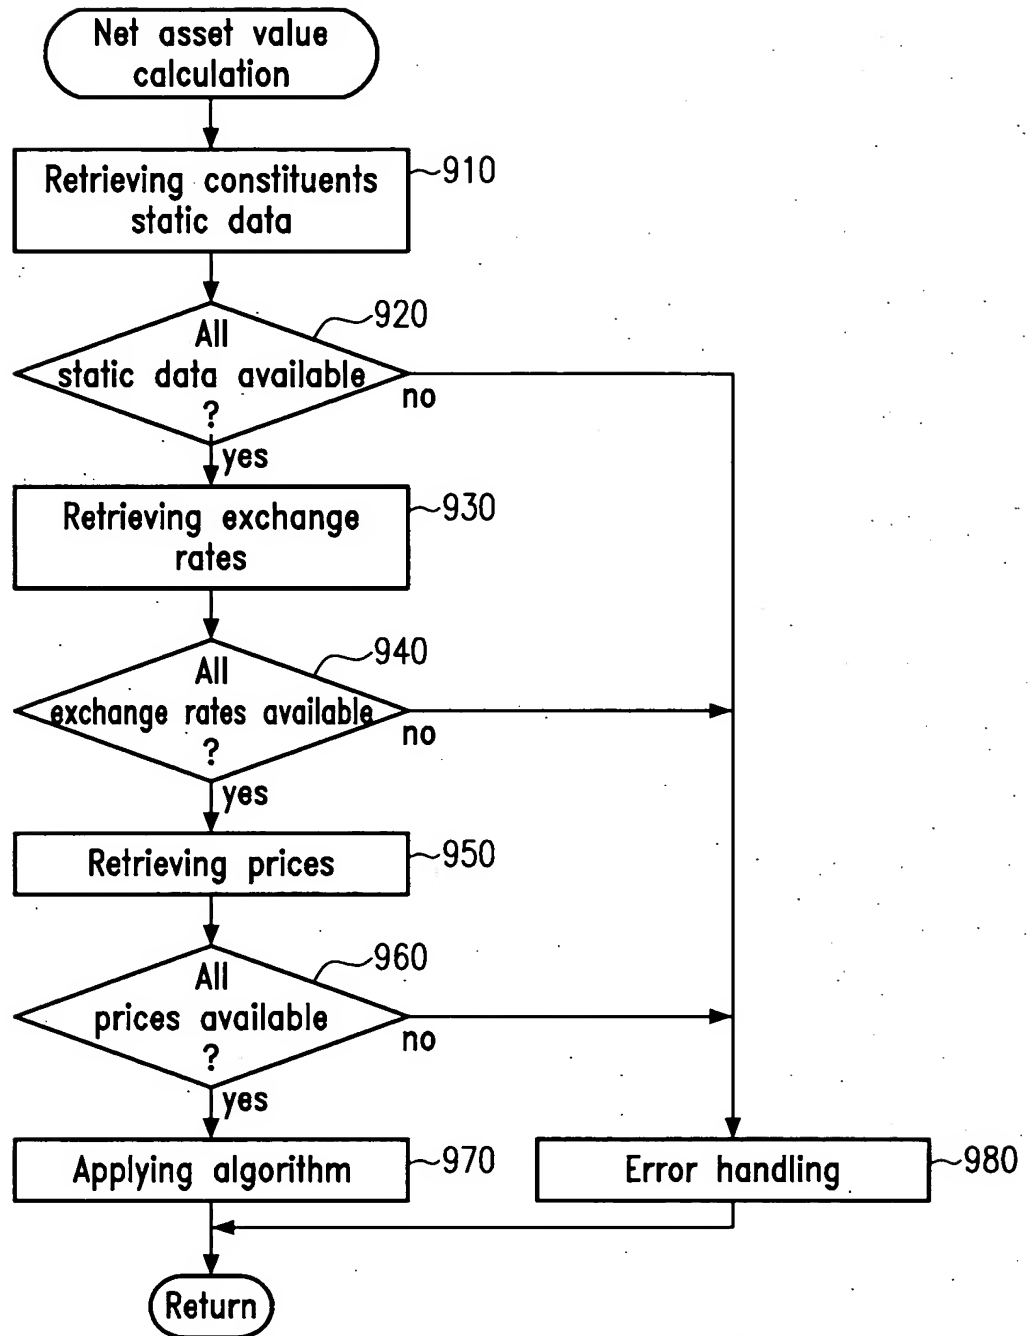 Net asset value
calculation
Retrieving constituents
static data
910
All
static data available
?
920
no
yes
Retrieving exchange
rates
930
All
exchange rates available
?
940
no
yes
Retrieving prices
950
All
prices available
?
960
no
yes
Applying algorithm
970
Error handling
980
Return